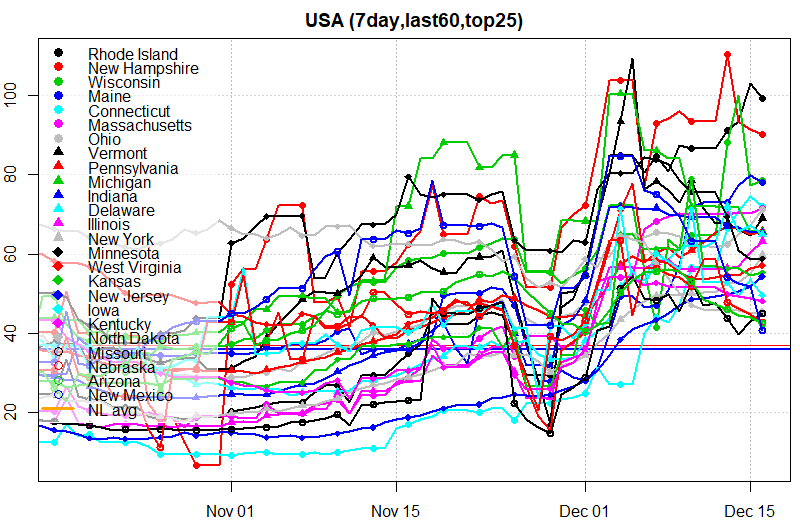 USA (7day,last60,top25)
Rhode Island
New Hampshire
Wisconsin
Maine
Connecticut
Massachusetts
Ohio
Vermont
Pennsylvania
Michigan
Indiana
Delaware
Illinois
New York
Minnesota
West Virginia
Kansas
New Jersey
Iowa
Kentucky
North Dakota
Missouri
Nebraska
Arizona
New Mexico
NL avg
100
80
60
40
20
Nov 01
Nov 15
Dec 01
Dec 15